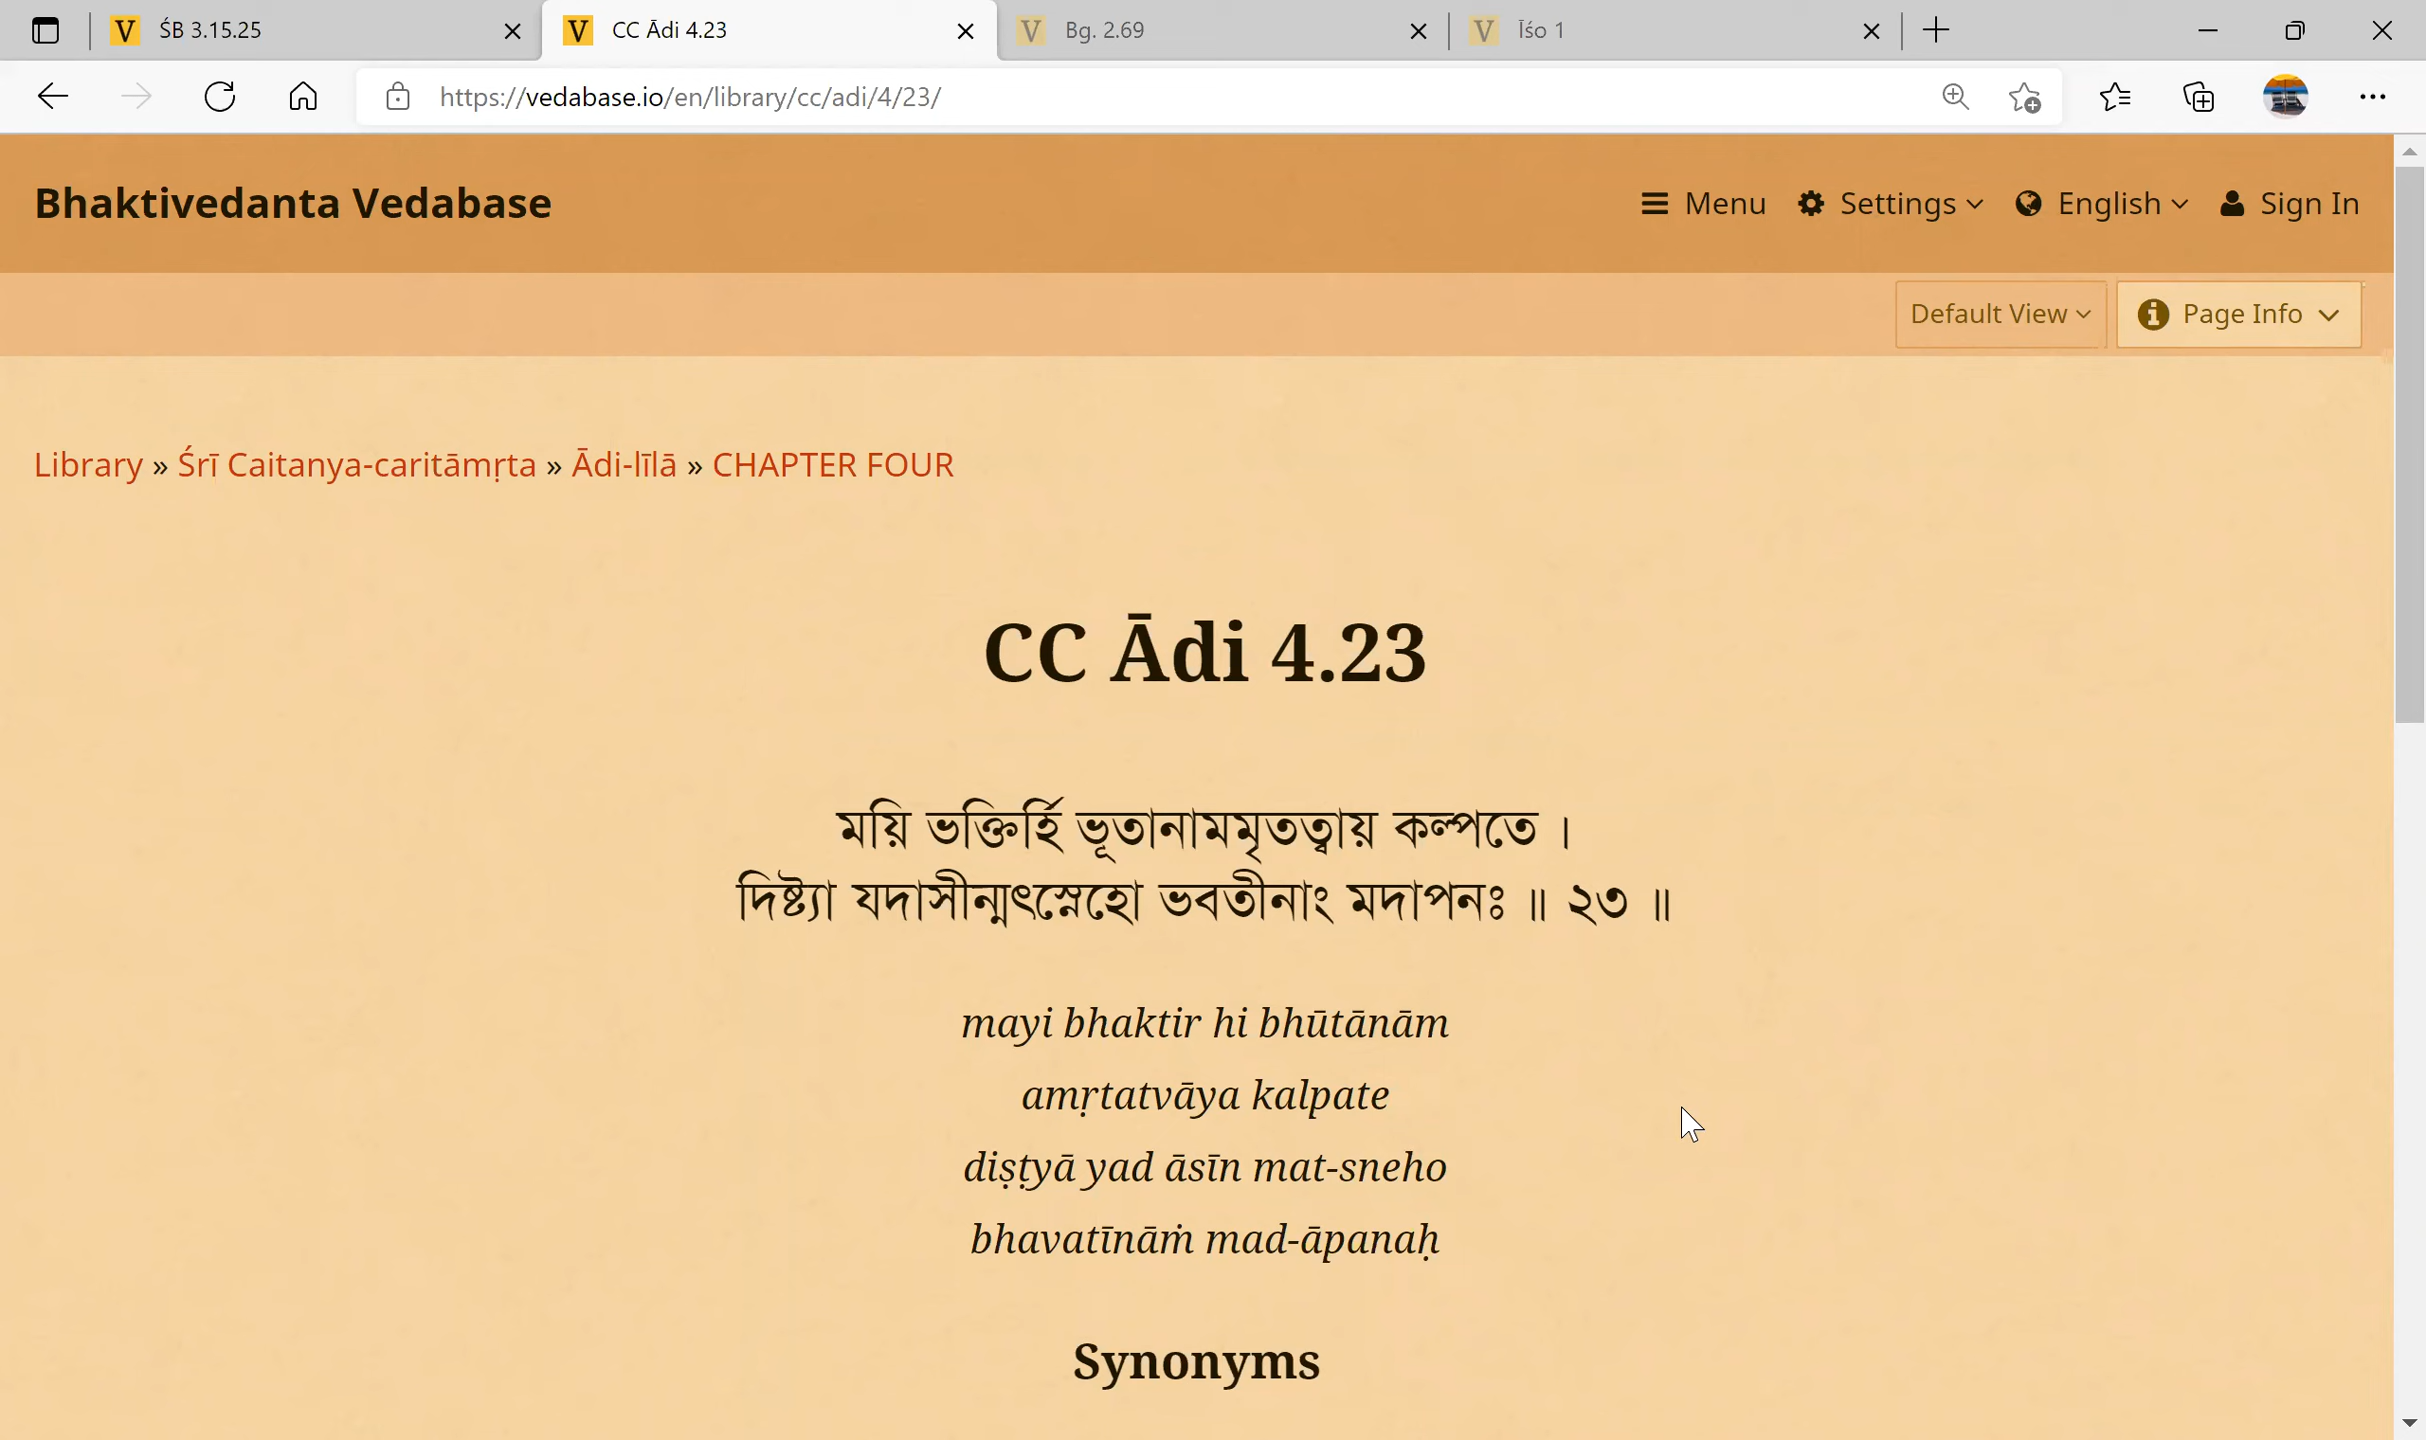 ŚB 3.15.25
CC Ādi 4.23
Bg. 2.69
Īśo 1
https://vedabase.io/en/library/cc/adi/4/23/
Bhaktivedanta Vedabase
Menu
Settings
English
Sign In
Default View
Page Info
Library » Śrī Caitanya-caritāmṛta » Ādi-līlā » CHAPTER FOUR
CC Ādi 4.23
ময়ি ভক্তির্হি ভূতানামমৃতত্বায় কল্পতে ।
দিষ্ট্যা যদাসীন্মৎস্নেহো ভবতীনাং মদাপনঃ ॥ ২৩ ॥
mayi bhaktir hi bhūtānām
amṛtatvāya kalpate
diṣṭyā yad āsīn mat-sneho
bhavatīnāṁ mad-āpanaḥ
Synonyms